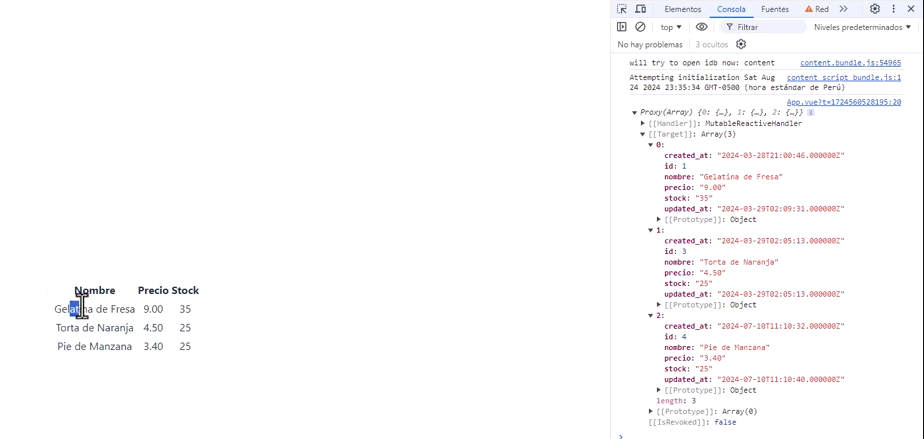 Elementos Consola Fuentes Red
top Filtrar Niveles predeterminados
No hay problemas 3 ocultos
will try to open idb now: content content.bundle.js:54965
Attempting initialization Sat Aug content script bundle.js:1
24 2024 23:35:34 GMT-0500 (hora estándar de Perú)
App.vue?t=1724560528195:20
Proxy(Array) {0: {…}, 1: {…}, 2: {…}} i
[[Handler]]: MutableReactiveHandler
[[Target]]: Array(3)
0:
created_at: "2024-03-28T21:00:46.000000Z"
id: 1
nombre: "Gelatina de Fresa"
precio: "9.00"
stock: "35"
updated_at: "2024-03-29T02:09:31.000000Z"
[[Prototype]]: Object
1:
created_at: "2024-03-29T02:05:13.000000Z"
id: 3
nombre: "Torta de Naranja"
precio: "4.50"
stock: "25"
updated_at: "2024-03-29T02:05:13.000000Z"
[[Prototype]]: Object
2:
created_at: "2024-07-10T11:10:32.000000Z"
id: 4
nombre: "Pie de Manzana"
precio: "3.40"
stock: "25"
updated_at: "2024-07-10T11:10:40.000000Z"
[[Prototype]]: Object
length: 3
[[Prototype]]: Array(0)
[[IsRevoked]]: false
Nombre Precio Stock
Gelatina de Fresa 9.00 35
Torta de Naranja 4.50 25
Pie de Manzana 3.40 25